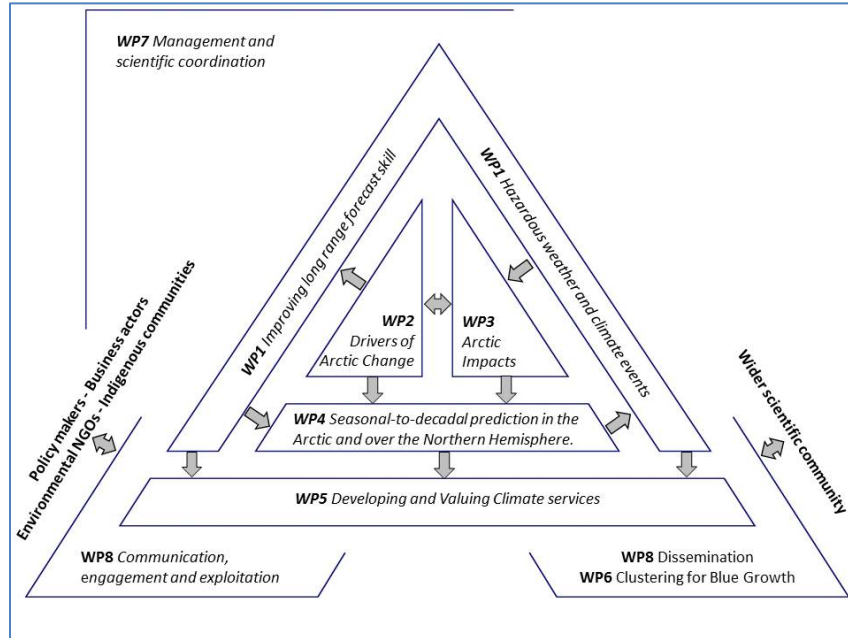 WP7 Management and
scientific coordination
WP1 Improving long range forecast skill
WP1 Hazardous weather and climate events
WP2
Drivers of
Arctic Change
WP3
Arctic
Impacts
Policy makers - Business actors
Environmental NGOs - Indigenous communities
Wider scientific community
WP4 Seasonal-to-decadal prediction in the
Arctic and over the Northern Hemisphere.
WP5 Developing and Valuing Climate services
WP8 Communication,
engagement and exploitation
WP8 Dissemination
WP6 Clustering for Blue Growth